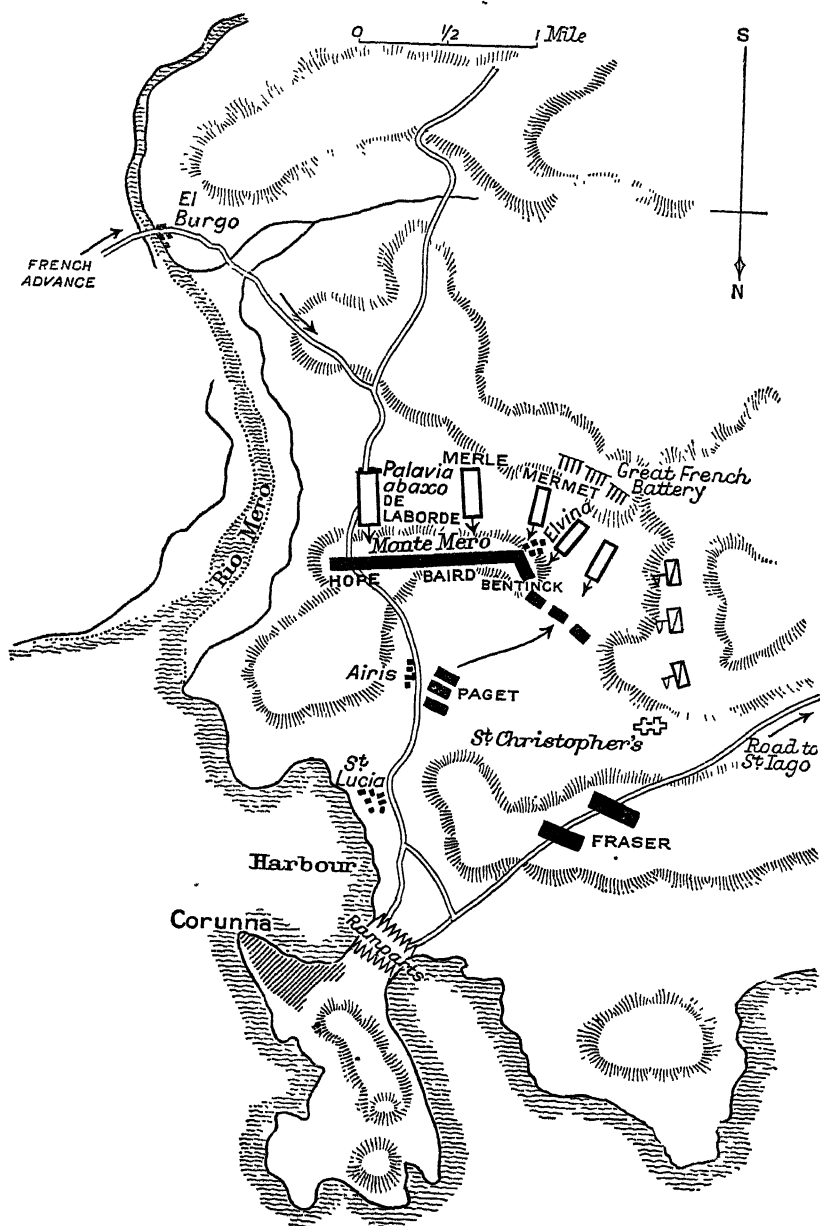 0 1/2 1 Mile
S
N
El
Burgo
FRENCH
ADVANCE
MERLE
Palavia
abaxo
DE
LABORDE
MERMET
Great French
Battery
Elvina
Monte Mero
Rio Mero
HOPE
BAIRD
BENTINCK
Airis
PAGET
St Christopher's
Road to
St Iago
St
Lucia
FRASER
Harbour
Corunna
Ramparts